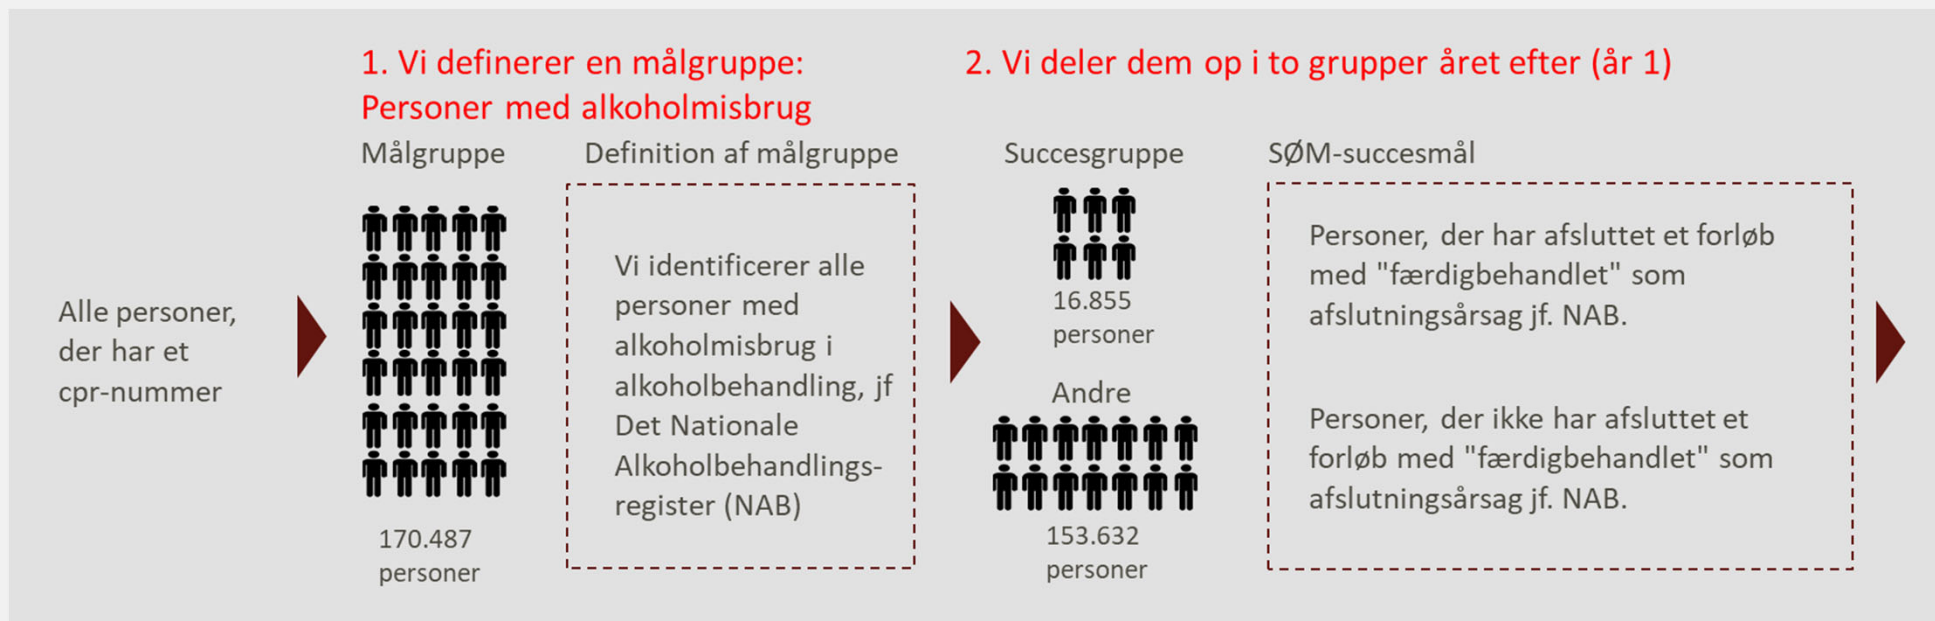 1. Vi definerer en målgruppe:
Personer med alkoholmisbrug
2. Vi deler dem op i to grupper året efter (år 1)
Alle personer,
der har et
cpr-nummer
Målgruppe
170.487
personer
Definition af målgruppe
Vi identificerer alle
personer med
alkoholmisbrug i
alkoholbehandling, jf
Det Nationale
Alkoholbehandlings-
register (NAB)
Succesgruppe
16.855
personer
Andre
153.632
personer
SØM-succesmål
Personer, der har afsluttet et forløb
med "færdigbehandlet" som
afslutningsårsag jf. NAB.
Personer, der ikke har afsluttet et
forløb med "færdigbehandlet" som
afslutningsårsag jf. NAB.